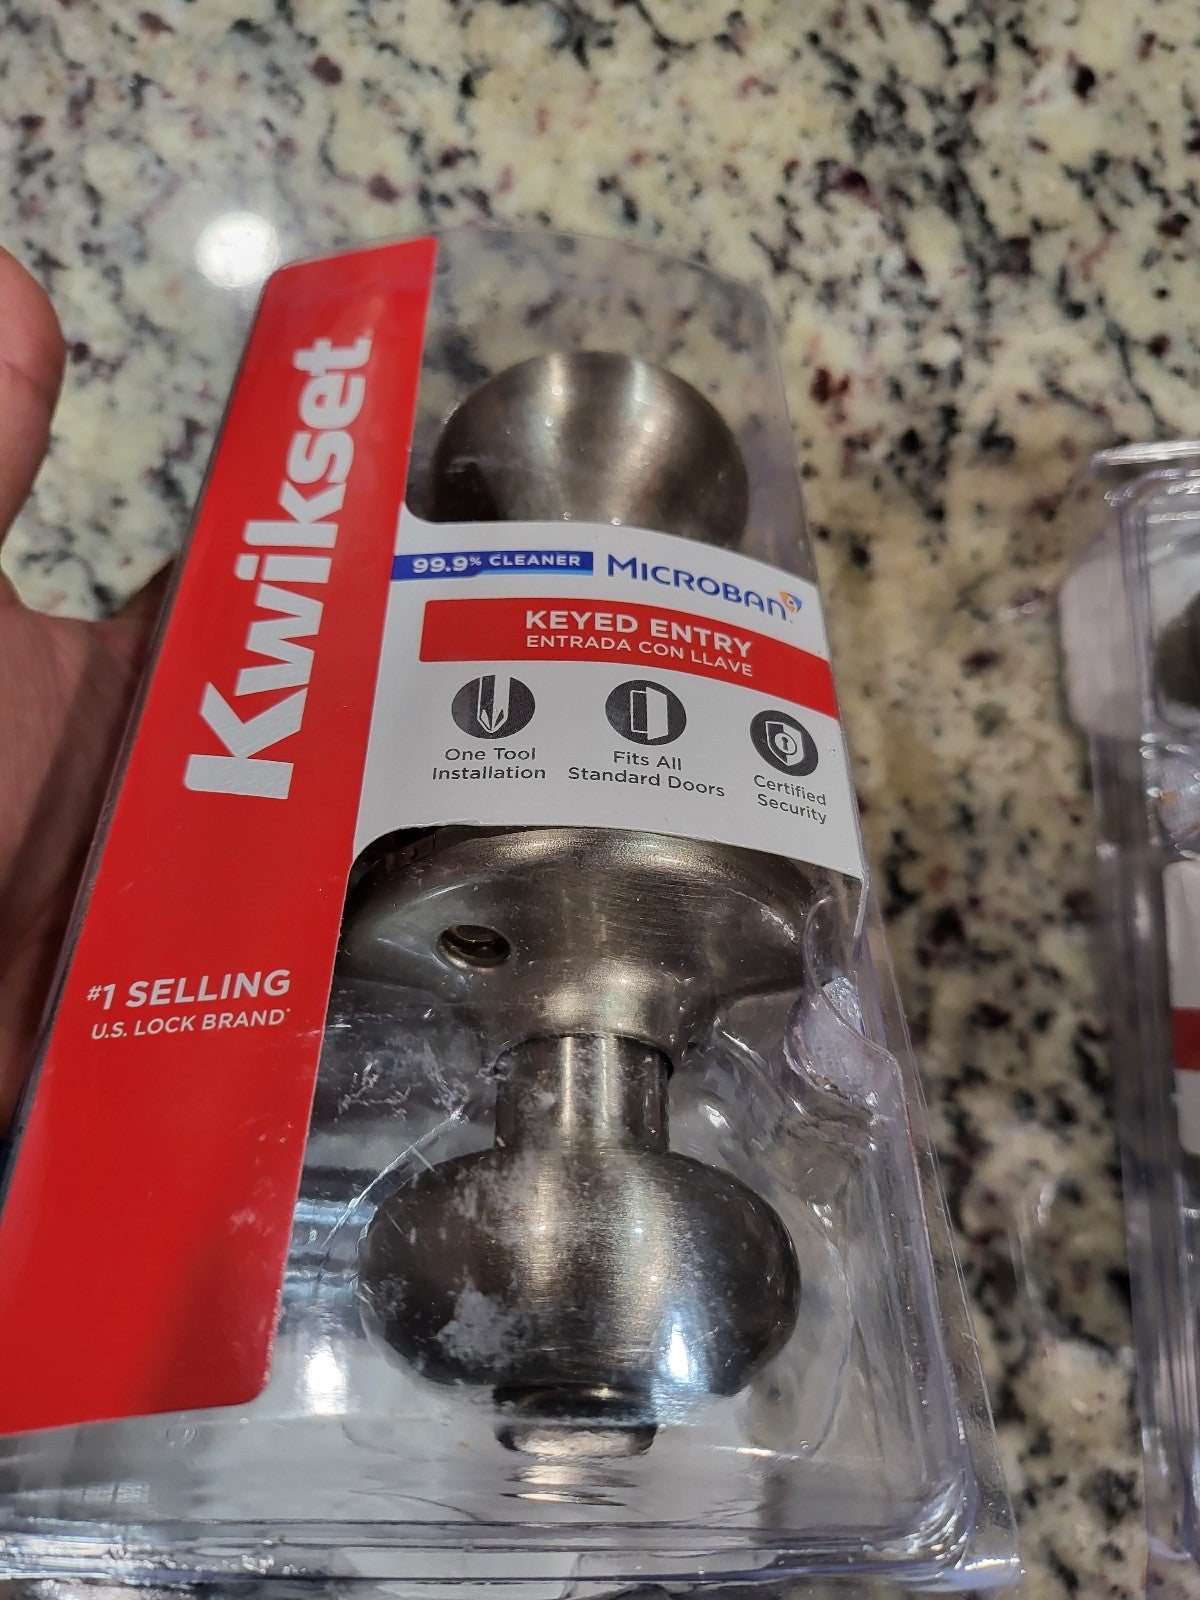 Kwikset
99.9% CLEANER MICROBAN
KEYED ENTRY
ENTRADA CON LLAVE
One Tool
Installation
Fits All
Standard Doors
Certified
Security
#1 SELLING
U.S. LOCK BRAND*